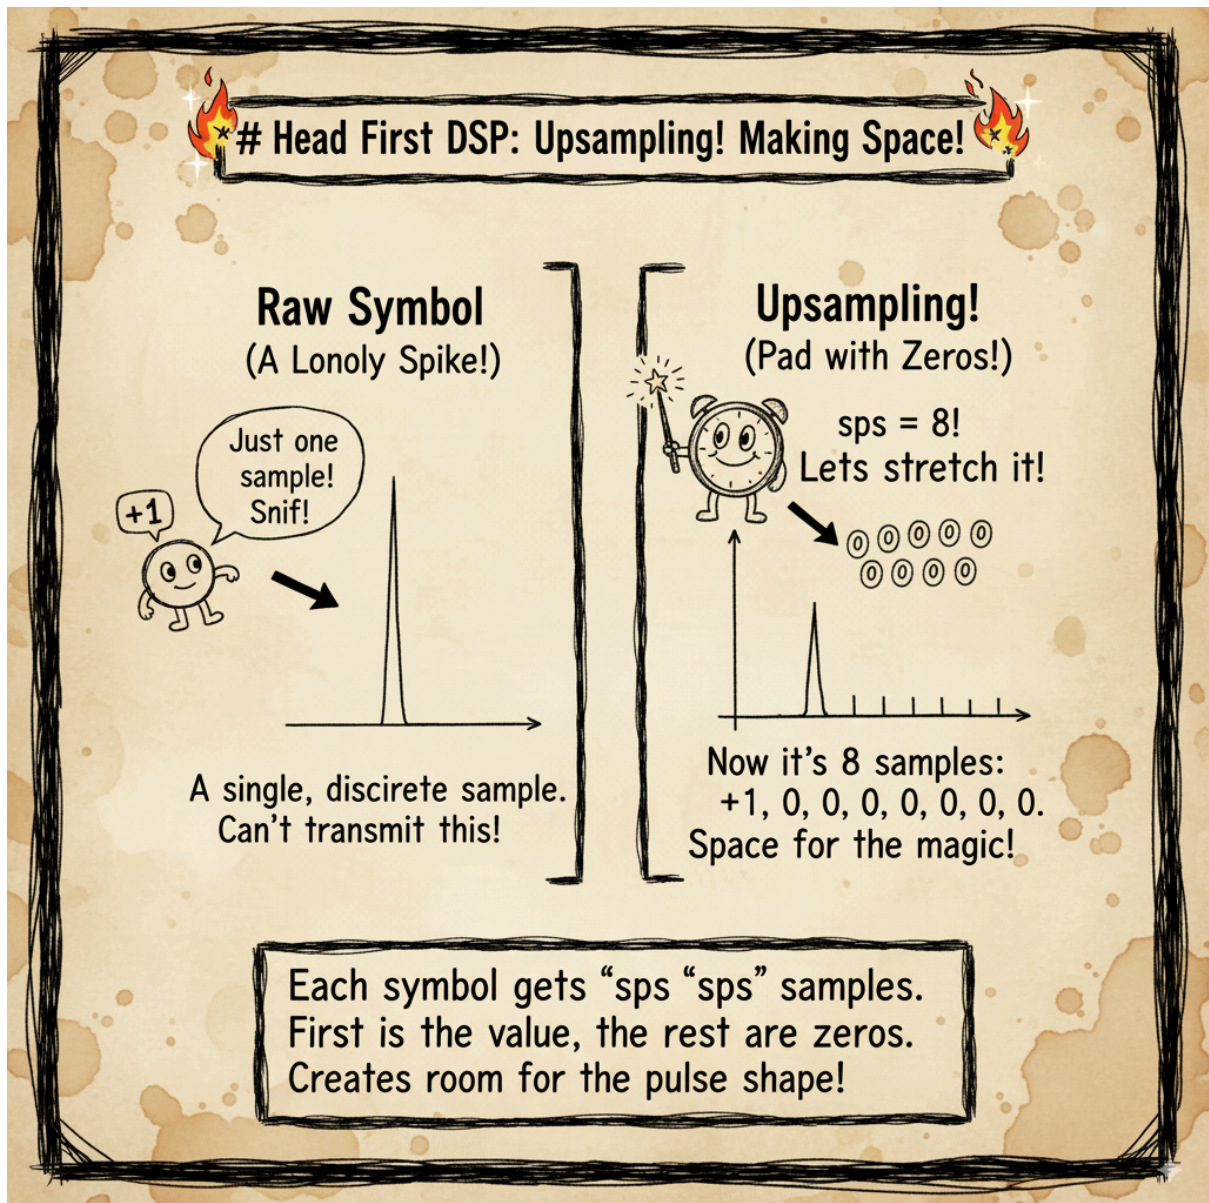 # Head First DSP: Upsampling! Making Space!
Raw Symbol
(A Lonoly Spike!)
Just one
sample!
Snif!
+1
A single, discirete sample.
Can't transmit this!
Upsampling!
(Pad with Zeros!)
sps = 8!
Lets stretch it!
0 0 0 0 0
0 0 0 0
Now it's 8 samples:
+1, 0, 0, 0, 0, 0, 0, 0.
Space for the magic!
Each symbol gets “sps “sps” samples.
First is the value, the rest are zeros.
Creates room for the pulse shape!